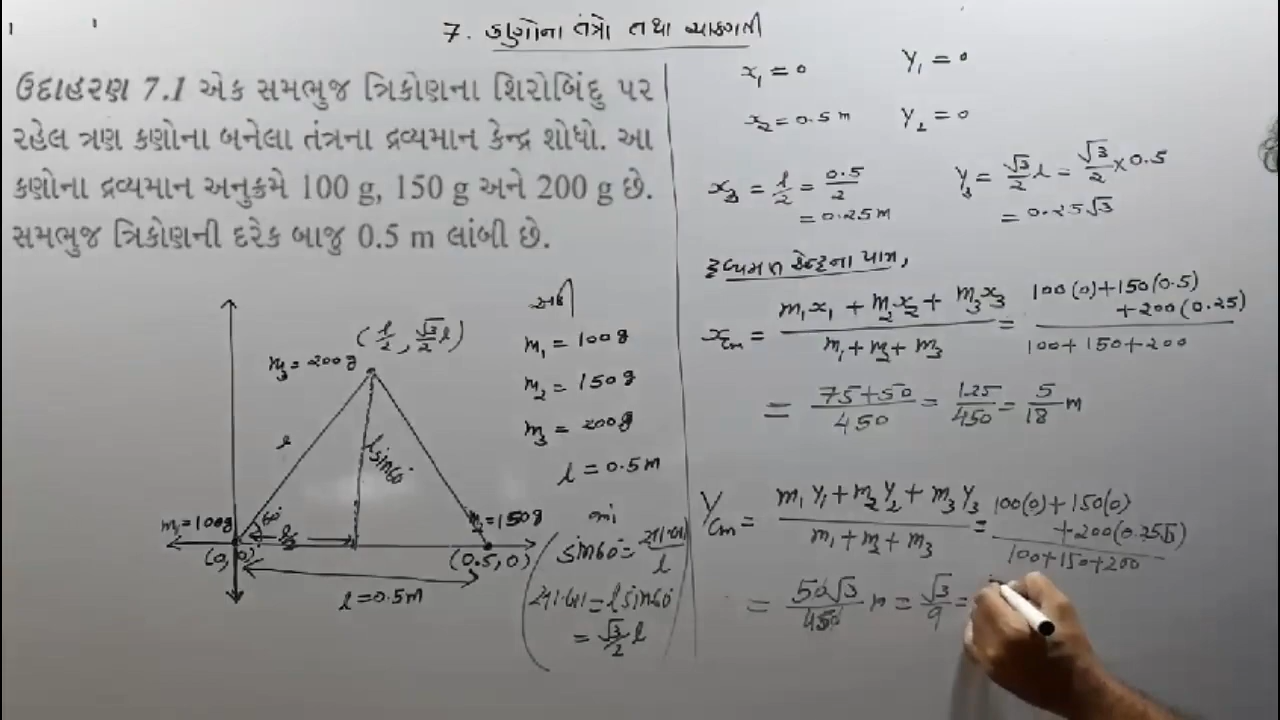 7. કણોના તંત્રો તથા ચાકગતી
ઉદાહરણ 7.1 એક સમભુજ ત્રિકોણના શિરોબિંદુ પર
રહેલ ત્રણ કણોના બનેલા તંત્રના દ્રવ્યમાન કેન્દ્ર શોધો. આ
કણોના દ્રવ્યમાન અનુક્રમે 100 g, 150 g અને 200 g છે.
સમભુજ ત્રિકોણની દરેક બાજુ 0.5 m લાંબી છે.
(l/2, √3/2 l)
m₃=200g
l
l sin60°
60°
l/2
m₁=100g
m₂=150g
(0, 0)
(0.5, 0)
l=0.5m
અહીં
m₁ = 100g
m₂ = 150g
m₃ = 200g
l = 0.5m
sin60° = સા.બા/l
સા.બા = l sin60°
= √3/2 l
x₁ = 0 Y₁ = 0
x₂ = 0.5m Y₂ = 0
x₃ = l/2 = 0.5/2 Y₃ = √3/2 l = √3/2 × 0.5
= 0.25m = 0.25√3
દ્રવ્યમાન કેન્દ્રના યામ,
x_cm = (m₁x₁ + m₂x₂ + m₃x₃)/(m₁ + m₂ + m₃) = (100(0)+150(0.5)+200(0.25))/(100+150+200)
= (75+50)/450 = 125/450 = 5/18 m
Y_cm = (m₁Y₁ + m₂Y₂ + m₃Y₃)/(m₁ + m₂ + m₃) = (100(0)+150(0)+200(0.25√3))/(100+150+200)
= 50√3/450 = √3/9 =